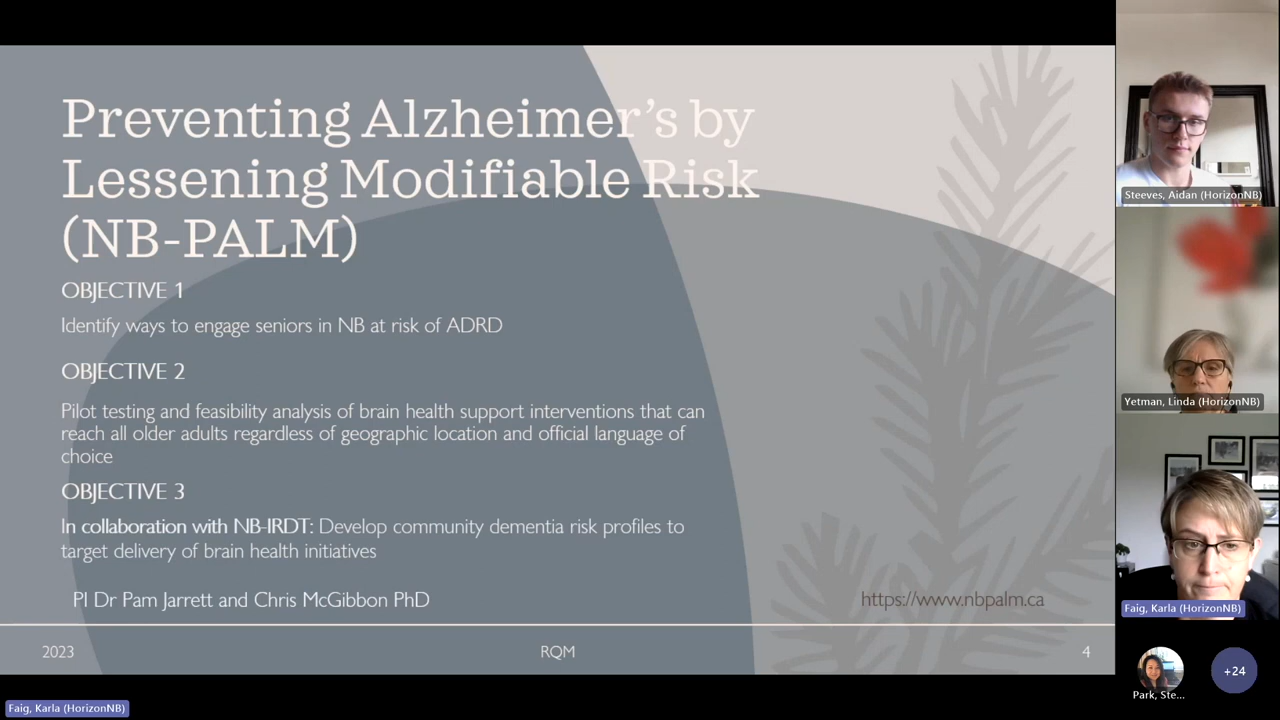 Preventing Alzheimer's by
Lessening Modifiable Risk
(NB-PALM)
OBJECTIVE 1
Identify ways to engage seniors in NB at risk of ADRD
OBJECTIVE 2
Pilot testing and feasibility analysis of brain health support interventions that can
reach all older adults regardless of geographic location and official language of
choice
OBJECTIVE 3
In collaboration with NB-IRDT: Develop community dementia risk profiles to
target delivery of brain health initiatives
PI Dr Pam Jarrett and Chris McGibbon PhD
https://www.nbpalm.ca
2023
RQM
4
Faig, Karla (HorizonNB)
Steeves, Aidan (HorizonNB)
Yetman, Linda (HorizonNB)
Faig, Karla (HorizonNB)
Park, Ste...
+24